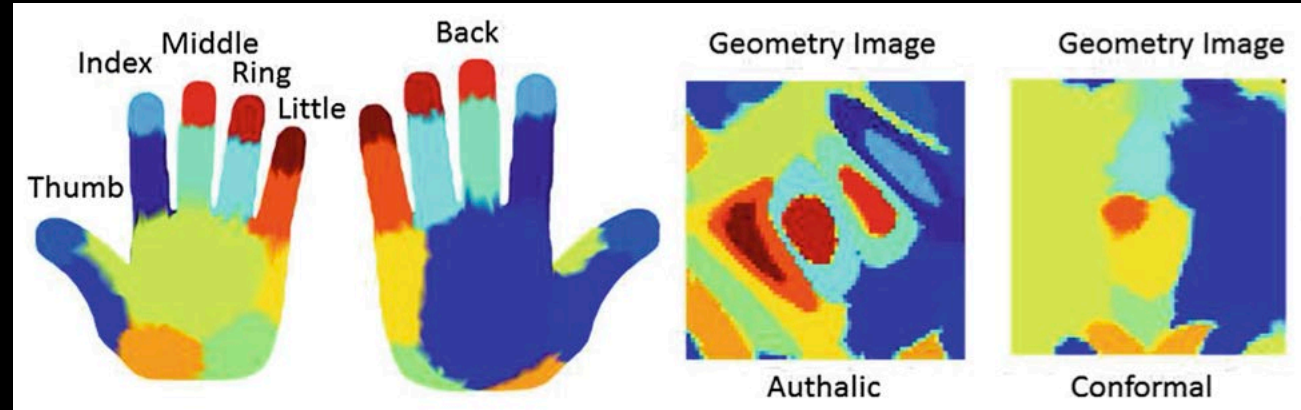 Thumb
Index
Middle
Ring
Little
Back
Geometry Image
Authalic
Geometry Image
Conformal